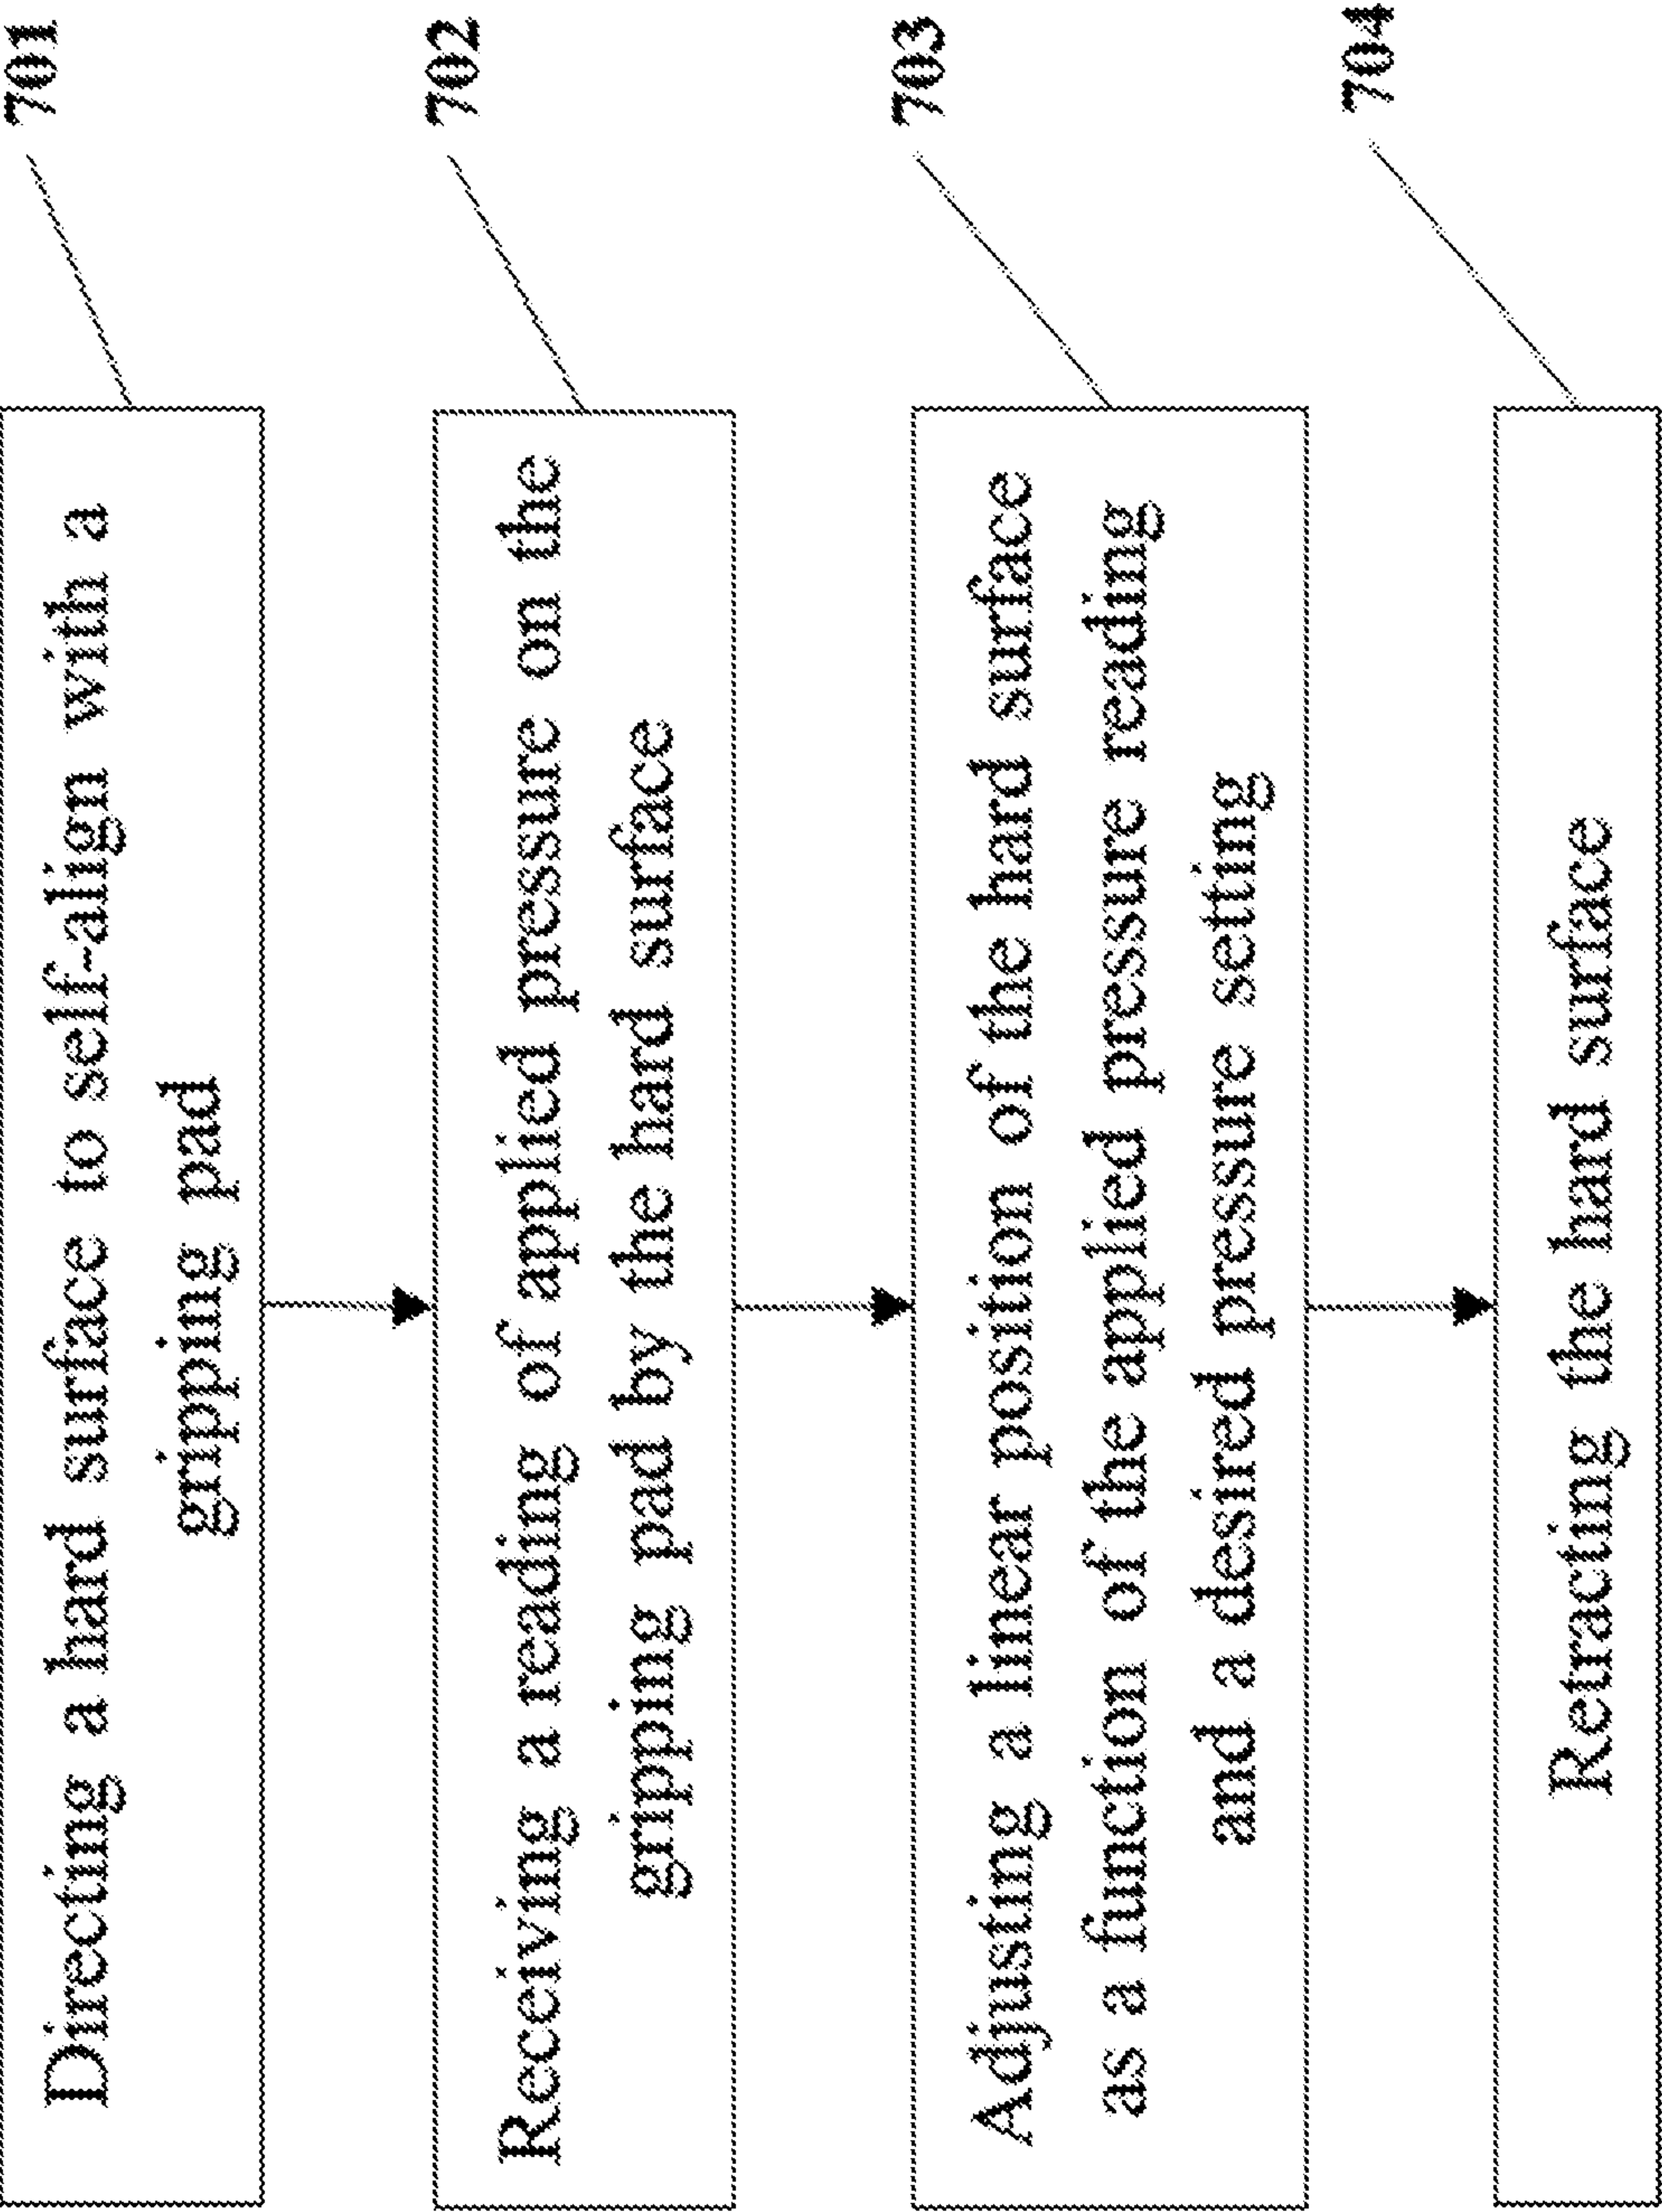 Directing a hard surface to self-align with a
gripping pad
701
Receiving a reading of applied pressure on the
gripping pad by the hard surface
702
Adjusting a linear position of the hard surface
as a function of the applied pressure reading
and a desired pressure setting
703
Retracting the hard surface
704